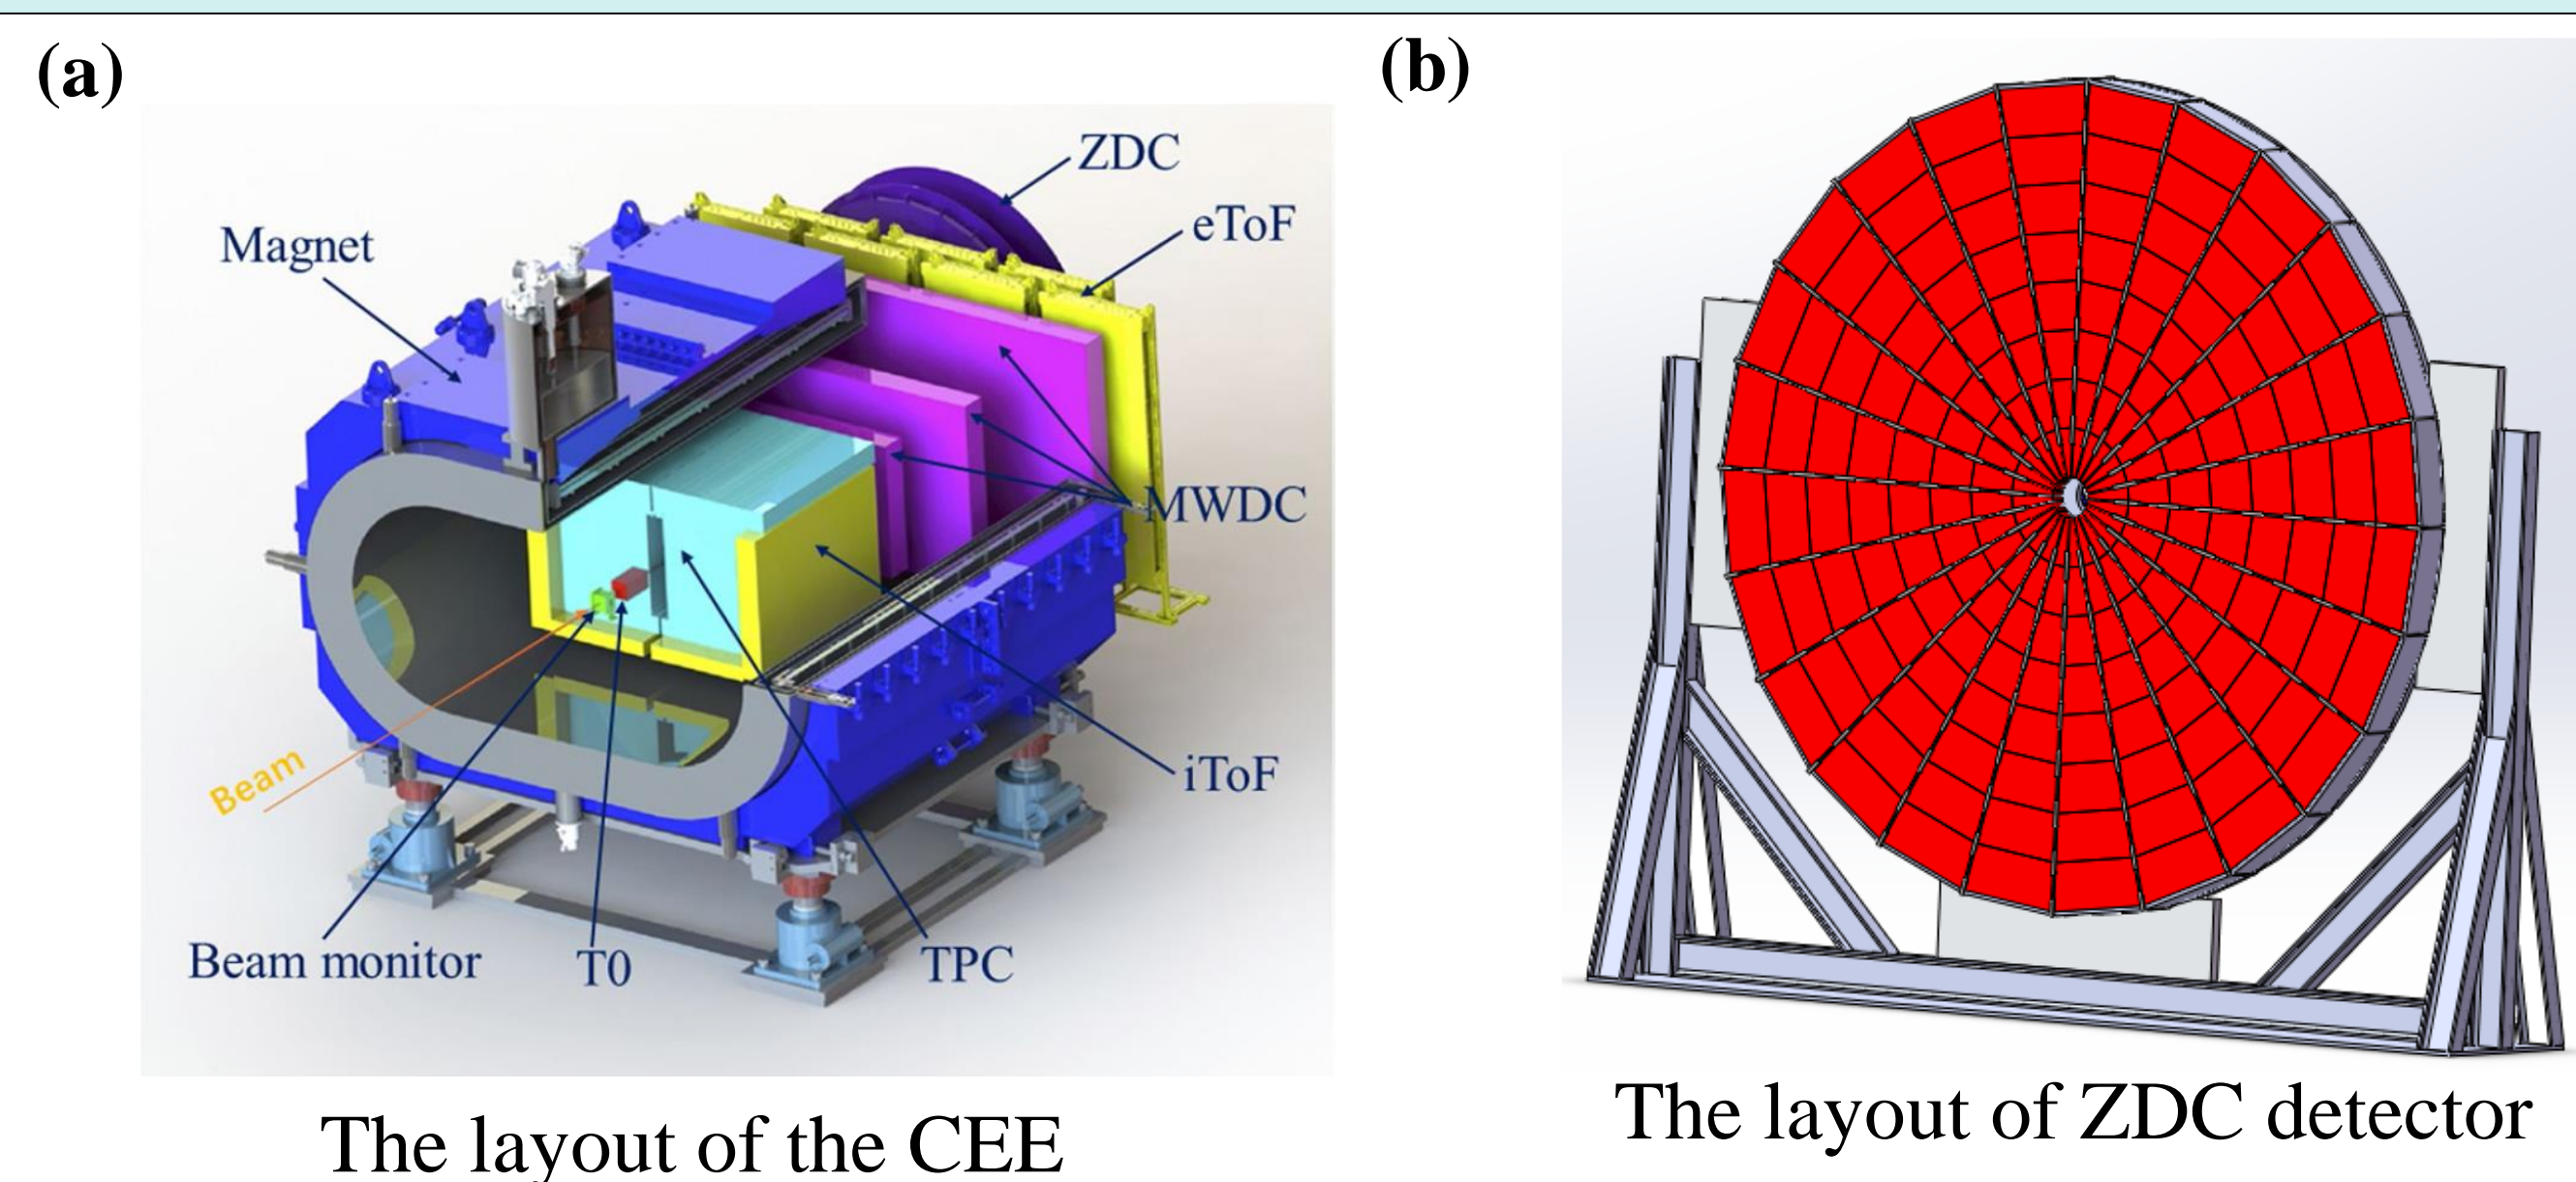 (a)
(b)
ZDC
eToF
Magnet
MWDC
iToF
Beam
Beam monitor
T0
TPC
The layout of the CEE
The layout of ZDC detector